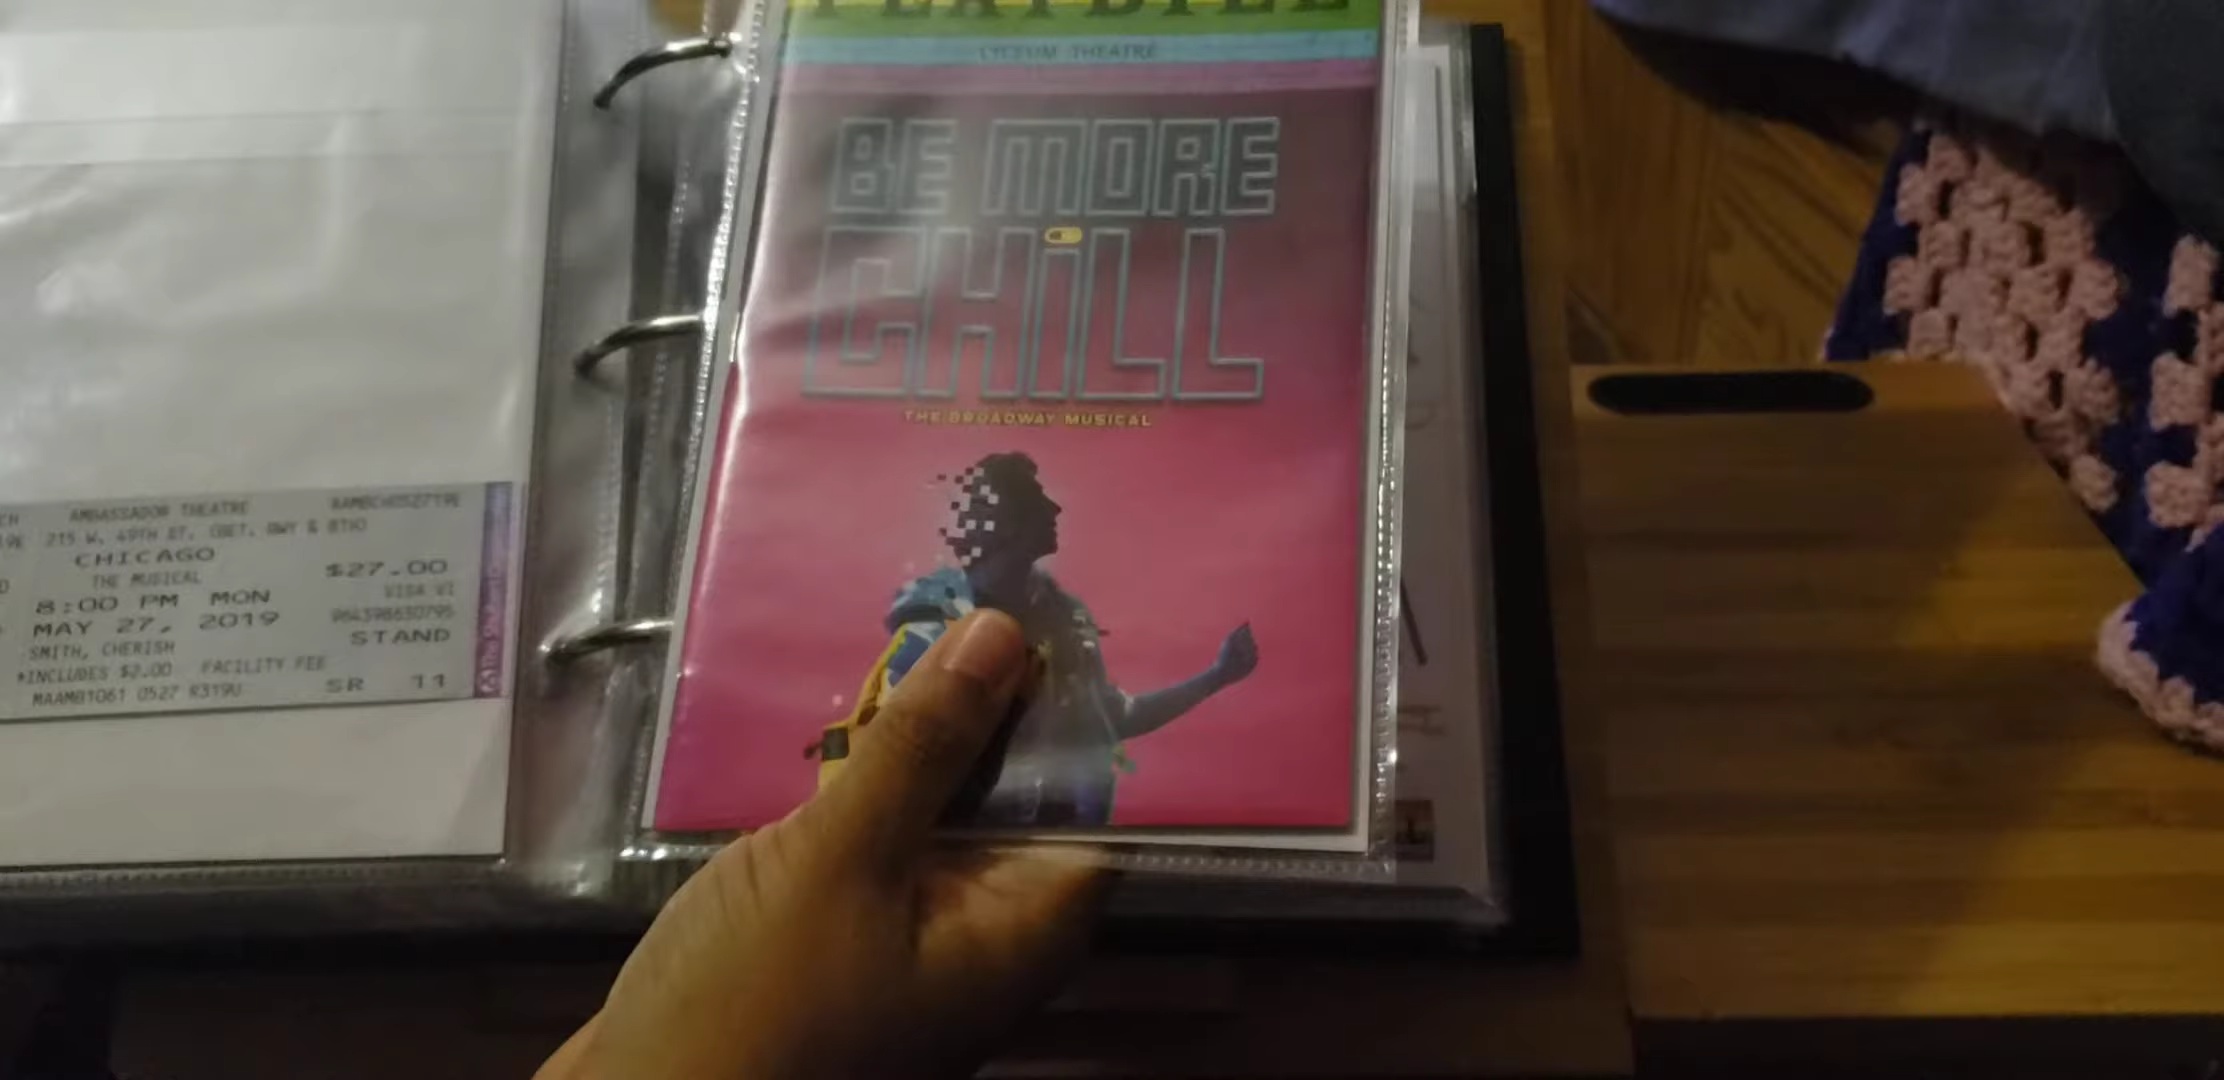 AMBASSADOR THEATRE
215 W. 49TH ST. (BET. BWY & 8TH)
CHICAGO
THE MUSICAL
$27.00
8:00 PM MON
VISA VI
MAY 27, 2019
STAND
SMITH, CHERISH
*INCLUDES $2.00 FACILITY FEE
SR 11
PLAYBILL
LYCEUM THEATRE
BE MORE
CHiLL
THE BROADWAY MUSICAL